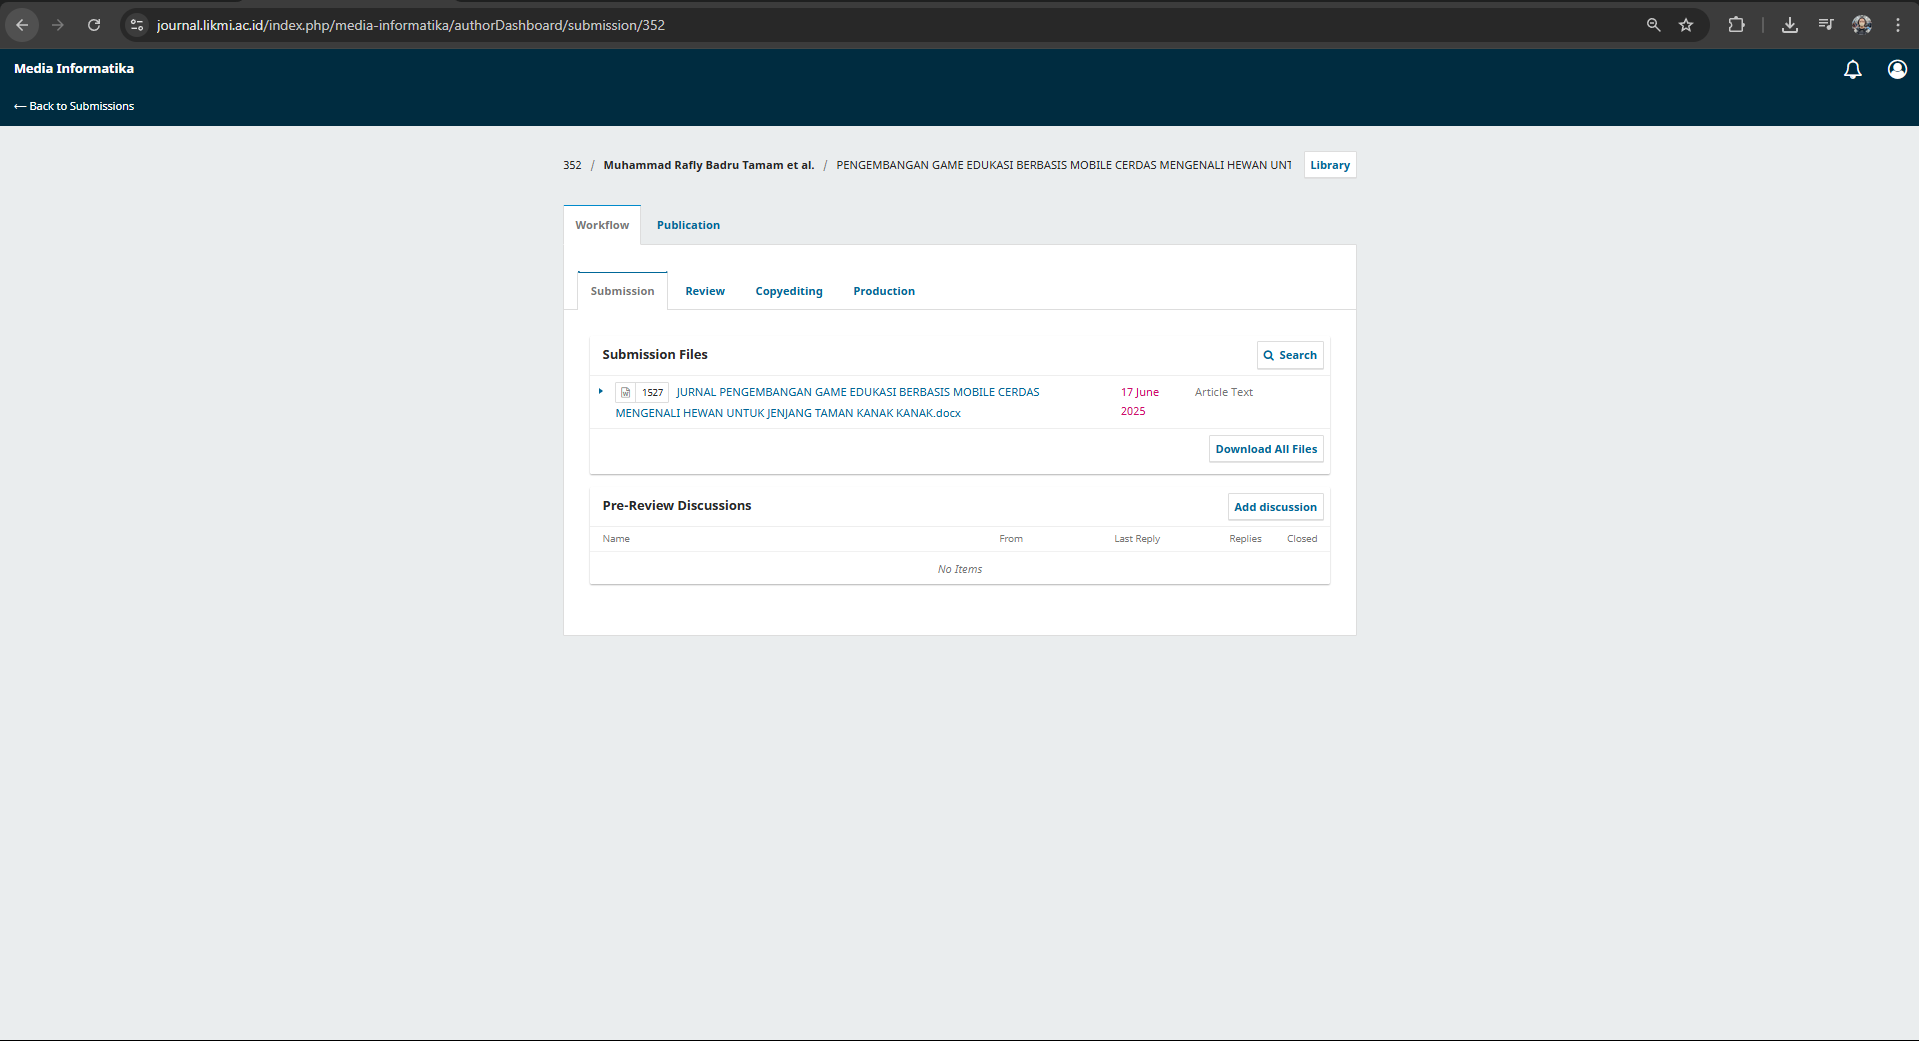 journal.likmi.ac.id/index.php/media-informatika/authorDashboard/submission/352
Media Informatika
← Back to Submissions
352 / Muhammad Rafly Badru Tamam et al. / PENGEMBANGAN GAME EDUKASI BERBASIS MOBILE CERDAS MENGENALI HEWAN UNT
Library
Workflow Publication
Submission Review Copyediting Production
Submission Files Search
1527 JURNAL PENGEMBANGAN GAME EDUKASI BERBASIS MOBILE CERDAS 17 June Article Text
MENGENALI HEWAN UNTUK JENJANG TAMAN KANAK KANAK.docx 2025
Download All Files
Pre-Review Discussions Add discussion
Name From Last Reply Replies Closed
No Items